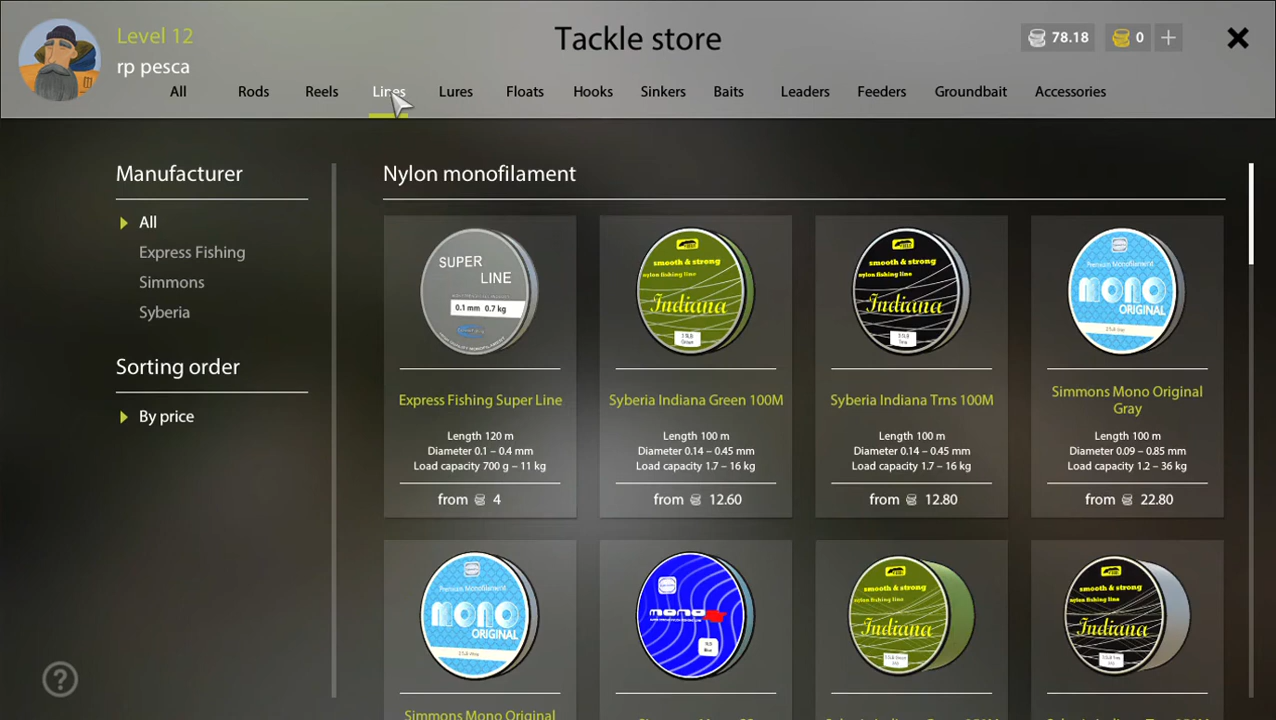 Level 12
rp pesca
Tackle store
78.18
0
All
Rods
Reels
Lines
Lures
Floats
Hooks
Sinkers
Baits
Leaders
Feeders
Groundbait
Accessories
Manufacturer
All
Express Fishing
Simmons
Syberia
Sorting order
By price
?
Nylon monofilament
SUPER
LINE
0.1 mm 0.7 kg
Express Fishing Super Line
Length 120 m
Diameter 0.1 – 0.4 mm
Load capacity 700 g – 11 kg
from 4
smooth & strong
nylon fishing line
Indiana
Syberia Indiana Green 100M
Length 100 m
Diameter 0.14 – 0.45 mm
Load capacity 1.7 – 16 kg
from 12.60
smooth & strong
nylon fishing line
Indiana
Syberia Indiana Trns 100M
Length 100 m
Diameter 0.14 – 0.45 mm
Load capacity 1.7 – 16 kg
from 12.80
Premium Monofilament
MONO
ORIGINAL
Simmons Mono Original
Gray
Length 100 m
Diameter 0.09 – 0.85 mm
Load capacity 1.2 – 36 kg
from 22.80
Premium Monofilament
MONO
ORIGINAL
Simmons Mono Original
MONO
smooth & strong
nylon fishing line
Indiana
smooth & strong
nylon fishing line
Indiana